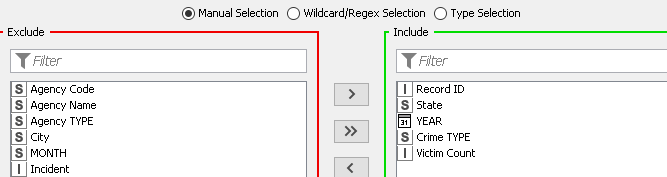 Manual Selection Wildcard/Regex Selection Type Selection
Exclude
Filter
S Agency Code
S Agency Name
S Agency TYPE
S City
S MONTH
I Incident
> 
>>
<
Include
Filter
I Record ID
S State
31 YEAR
S Crime TYPE
I Victim Count